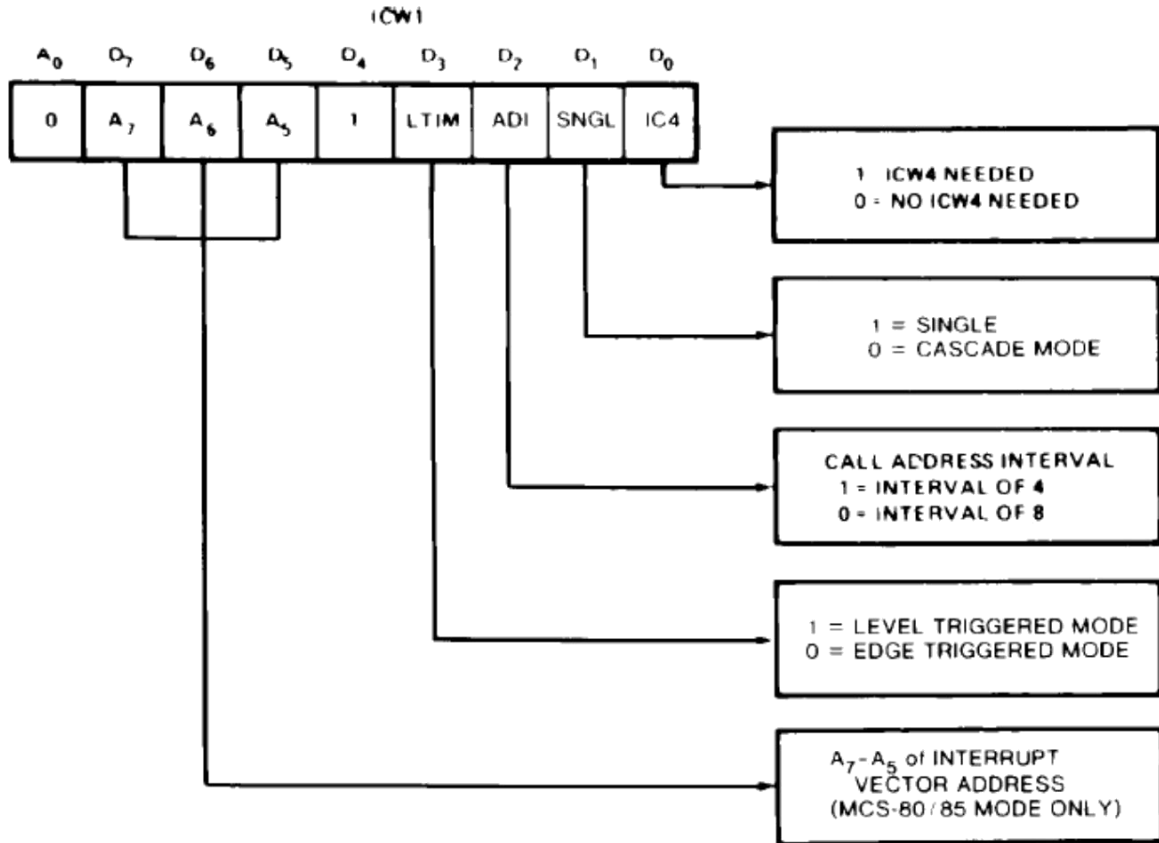 ICW1
A₀ D₇ D₆ D₅ D₄ D₃ D₂ D₁ D₀
0 A₇ A₆ A₅ 1 LTIM ADI SNGL IC4
1 ICW4 NEEDED
0 = NO ICW4 NEEDED
1 = SINGLE
0 = CASCADE MODE
CALL ADDRESS INTERVAL
1 = INTERVAL OF 4
0 = INTERVAL OF 8
1 = LEVEL TRIGGERED MODE
0 = EDGE TRIGGERED MODE
A₇-A₅ of INTERRUPT
VECTOR ADDRESS
(MCS-80/85 MODE ONLY)